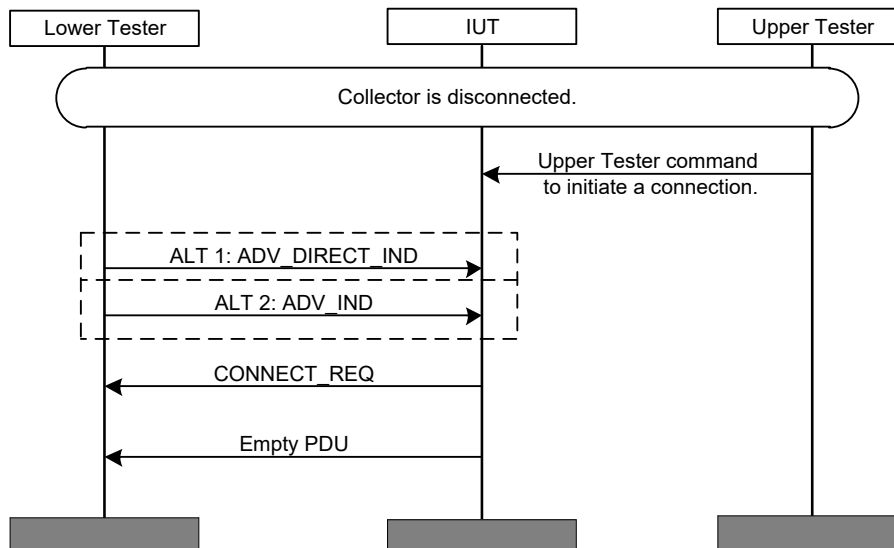 Lower Tester
IUT
Upper Tester
Collector is disconnected.
Upper Tester command
to initiate a connection.
ALT 1: ADV_DIRECT_IND
ALT 2: ADV_IND
CONNECT_REQ
Empty PDU